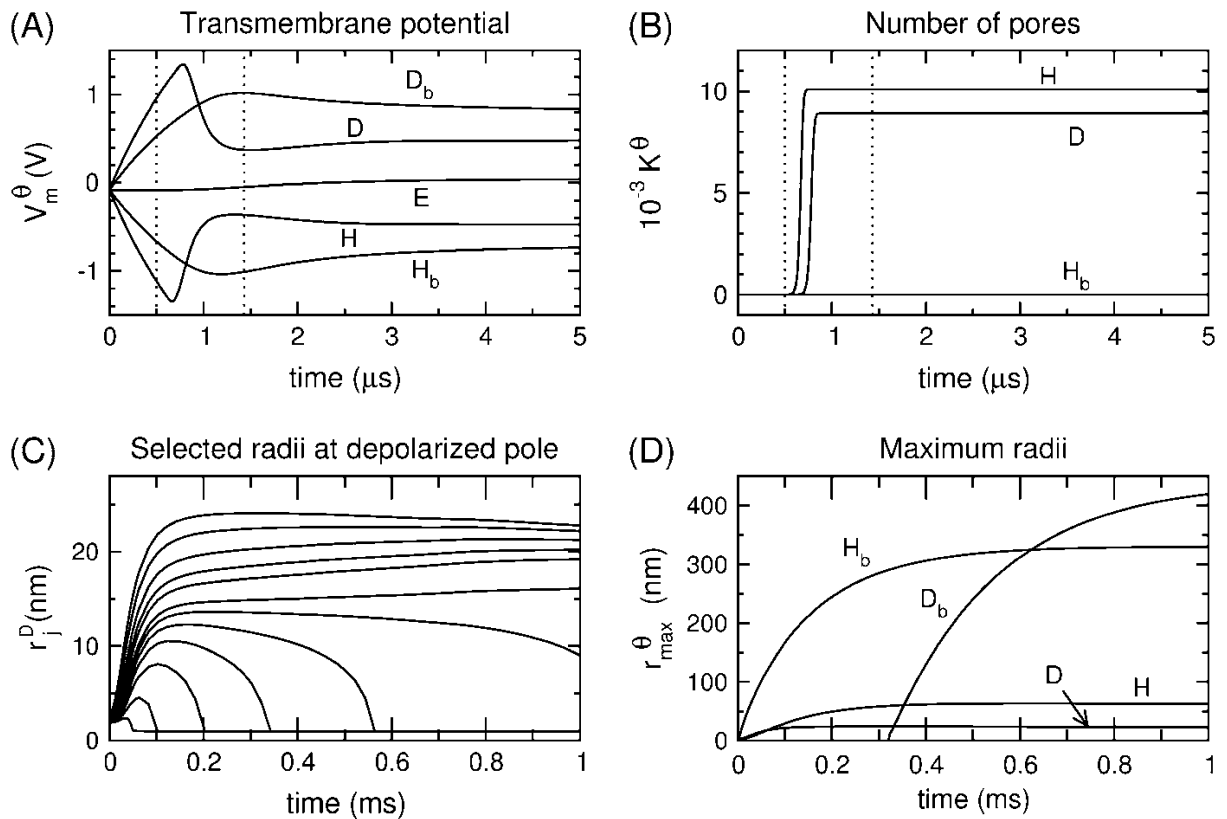 (A) Transmembrane potential
V_m^θ (V)
1
0
-1
D_b
D
E
H
H_b
0 1 2 3 4 5
time (μs)
(B) Number of pores
10^-3 K^θ
10
5
0
H
D
H_b
0 1 2 3 4 5
time (μs)
(C) Selected radii at depolarized pole
r_j^D (nm)
20
10
0
0 0.2 0.4 0.6 0.8 1
time (ms)
(D) Maximum radii
r_max^θ (nm)
400
300
200
100
0
H_b
D_b
D
H
0 0.2 0.4 0.6 0.8 1
time (ms)